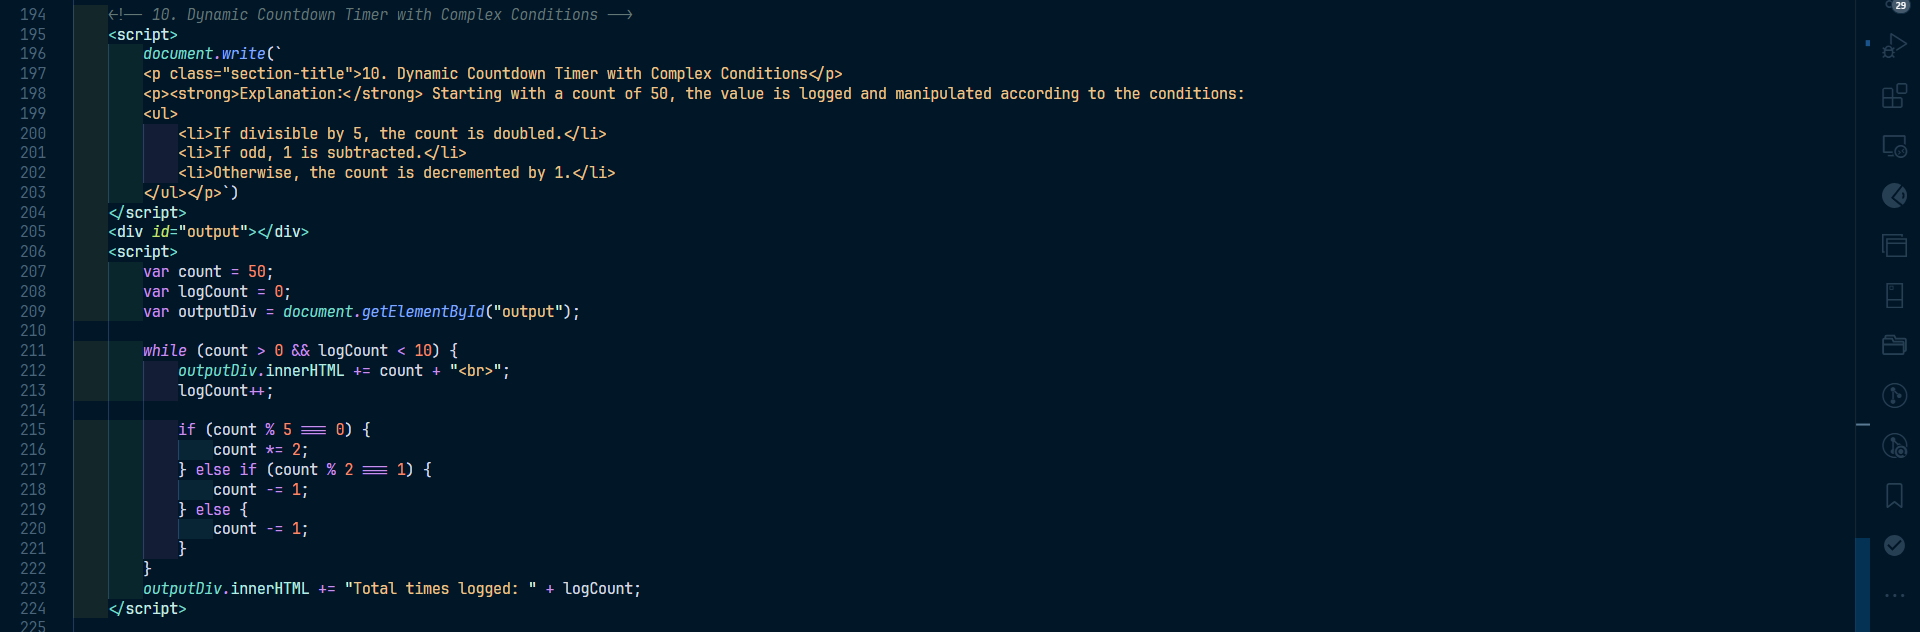 194 <!-- 10. Dynamic Countdown Timer with Complex Conditions -->
195 <script>
196 document.write(`
197 <p class="section-title">10. Dynamic Countdown Timer with Complex Conditions</p>
198 <p><strong>Explanation:</strong> Starting with a count of 50, the value is logged and manipulated according to the conditions:
199 <ul>
200 <li>If divisible by 5, the count is doubled.</li>
201 <li>If odd, 1 is subtracted.</li>
202 <li>Otherwise, the count is decremented by 1.</li>
203 </ul></p>`)
204 </script>
205 <div id="output"></div>
206 <script>
207 var count = 50;
208 var logCount = 0;
209 var outputDiv = document.getElementById("output");
210
211 while (count > 0 && logCount < 10) {
212 outputDiv.innerHTML += count + "<br>";
213 logCount++;
214
215 if (count % 5 === 0) {
216 count *= 2;
217 } else if (count % 2 === 1) {
218 count -= 1;
219 } else {
220 count -= 1;
221 }
222 }
223 outputDiv.innerHTML += "Total times logged: " + logCount;
224 </script>
225
29